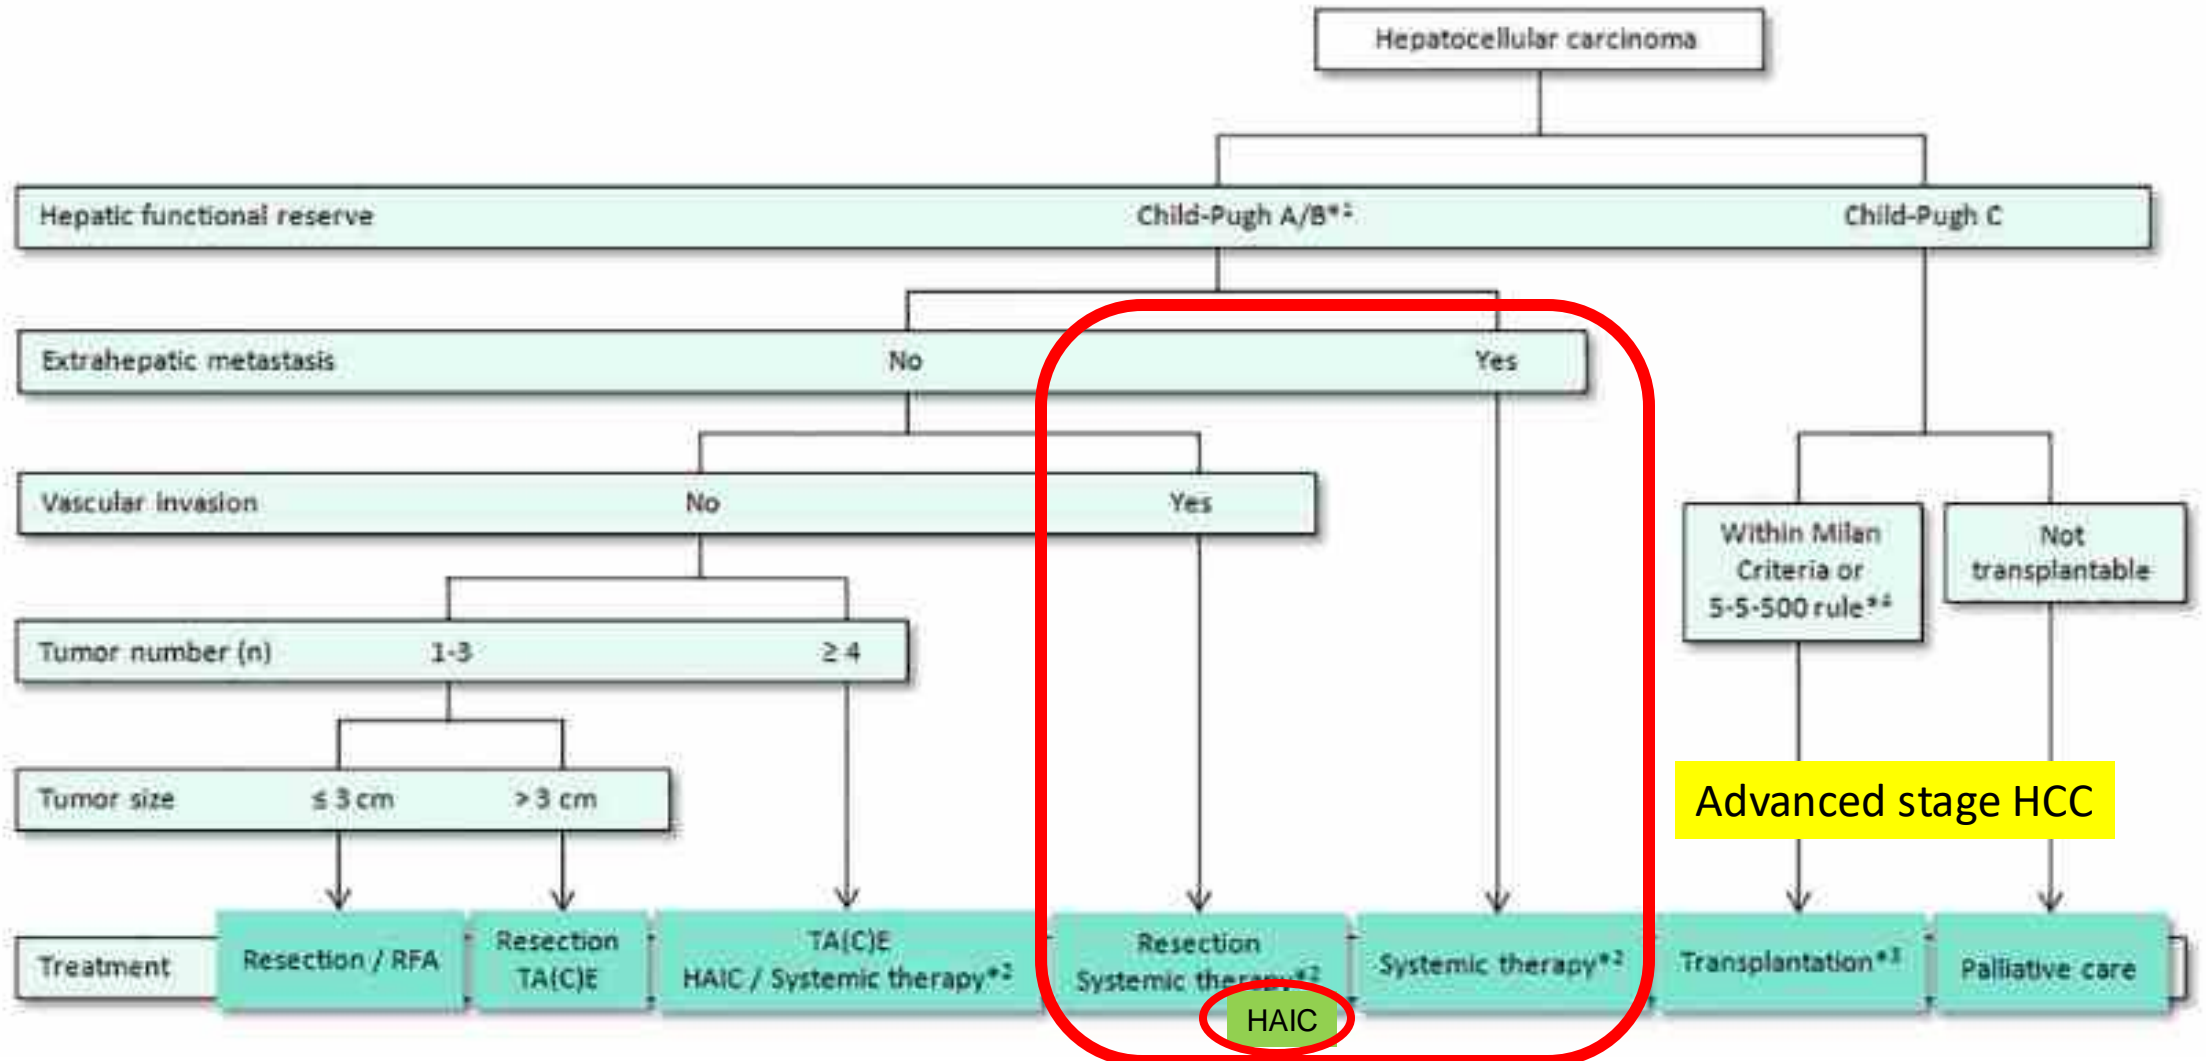 Hepatocellular carcinoma
Hepatic functional reserve Child-Pugh A/B*1 Child-Pugh C
Extrahepatic metastasis No Yes
Vascular invasion No Yes
Within Milan
Criteria or
5-5-500 rule*4
Not
transplantable
Tumor number (n) 1-3 ≥ 4
Tumor size ≤ 3 cm > 3 cm
Advanced stage HCC
Treatment
Resection / RFA
Resection
TA(C)E
TA(C)E
HAIC / Systemic therapy*2
Resection
Systemic therapy*2
HAIC
Systemic therapy*2
Transplantation*3
Palliative care